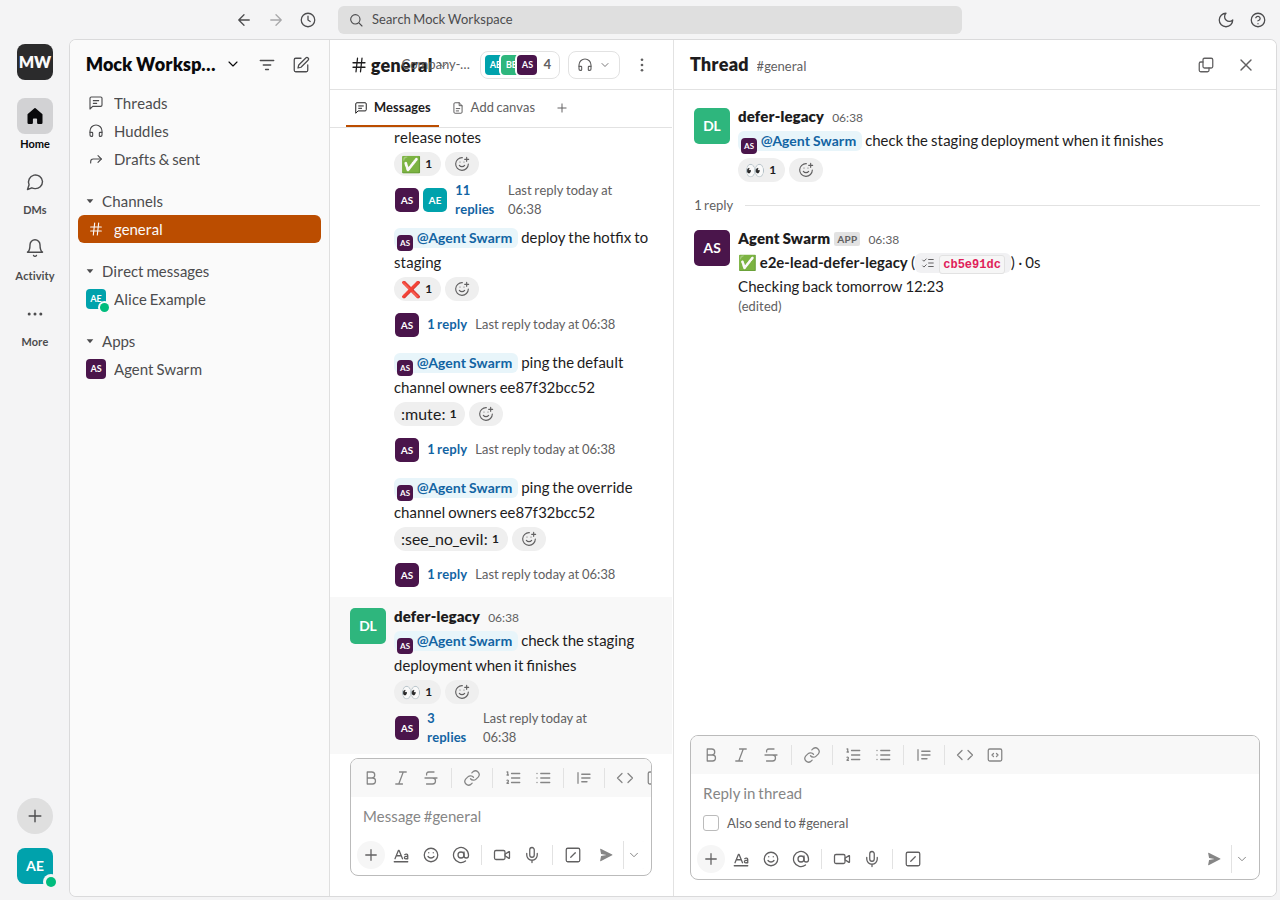 Search Mock Workspace
MW
Home
DMs
Activity
More
AE
Mock Worksp...
Threads
Huddles
Drafts & sent
Channels
# general
Direct messages
AE Alice Example
Apps
AS Agent Swarm
# general
AS 4
Messages
Add canvas
release notes
✅ 1
AS AE 11 replies Last reply today at 06:38
AS @Agent Swarm deploy the hotfix to
staging
❌ 1
AS 1 reply Last reply today at 06:38
AS @Agent Swarm ping the default
channel owners ee87f32bcc52
:mute: 1
AS 1 reply Last reply today at 06:38
AS @Agent Swarm ping the override
channel owners ee87f32bcc52
:see_no_evil: 1
AS 1 reply Last reply today at 06:38
DL defer-legacy 06:38
AS @Agent Swarm check the staging
deployment when it finishes
👀 1
AS 3 replies Last reply today at 06:38
Message #general
Thread #general
DL defer-legacy 06:38
AS @Agent Swarm check the staging deployment when it finishes
👀 1
1 reply
AS Agent Swarm APP 06:38
✅ e2e-lead-defer-legacy ( cb5e91dc ) · 0s
Checking back tomorrow 12:23
(edited)
Reply in thread
Also send to #general